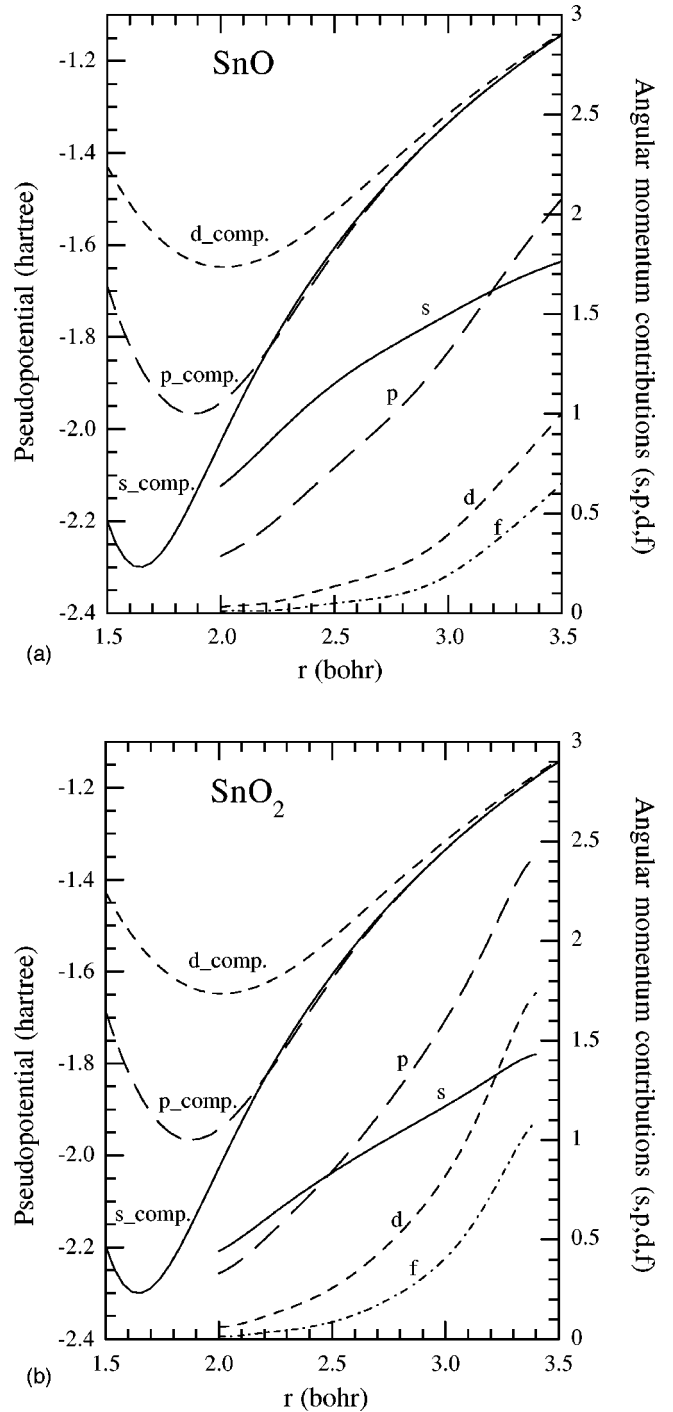 SnO
Pseudopotential (hartree)
Angular momentum contributions (s,p,d,f)
-1.2
-1.4
-1.6
-1.8
-2.0
-2.2
-2.4
3
2.5
2
1.5
1
0.5
0
d_comp.
p_comp.
s_comp.
s
p
d
f
1.5 2.0 2.5 3.0 3.5
r (bohr)
(a)
SnO2
Pseudopotential (hartree)
Angular momentum contributions (s,p,d,f)
-1.2
-1.4
-1.6
-1.8
-2.0
-2.2
-2.4
3
2.5
2
1.5
1
0.5
0
d_comp.
p_comp.
s_comp.
p
s
d
f
1.5 2.0 2.5 3.0 3.5
r (bohr)
(b)